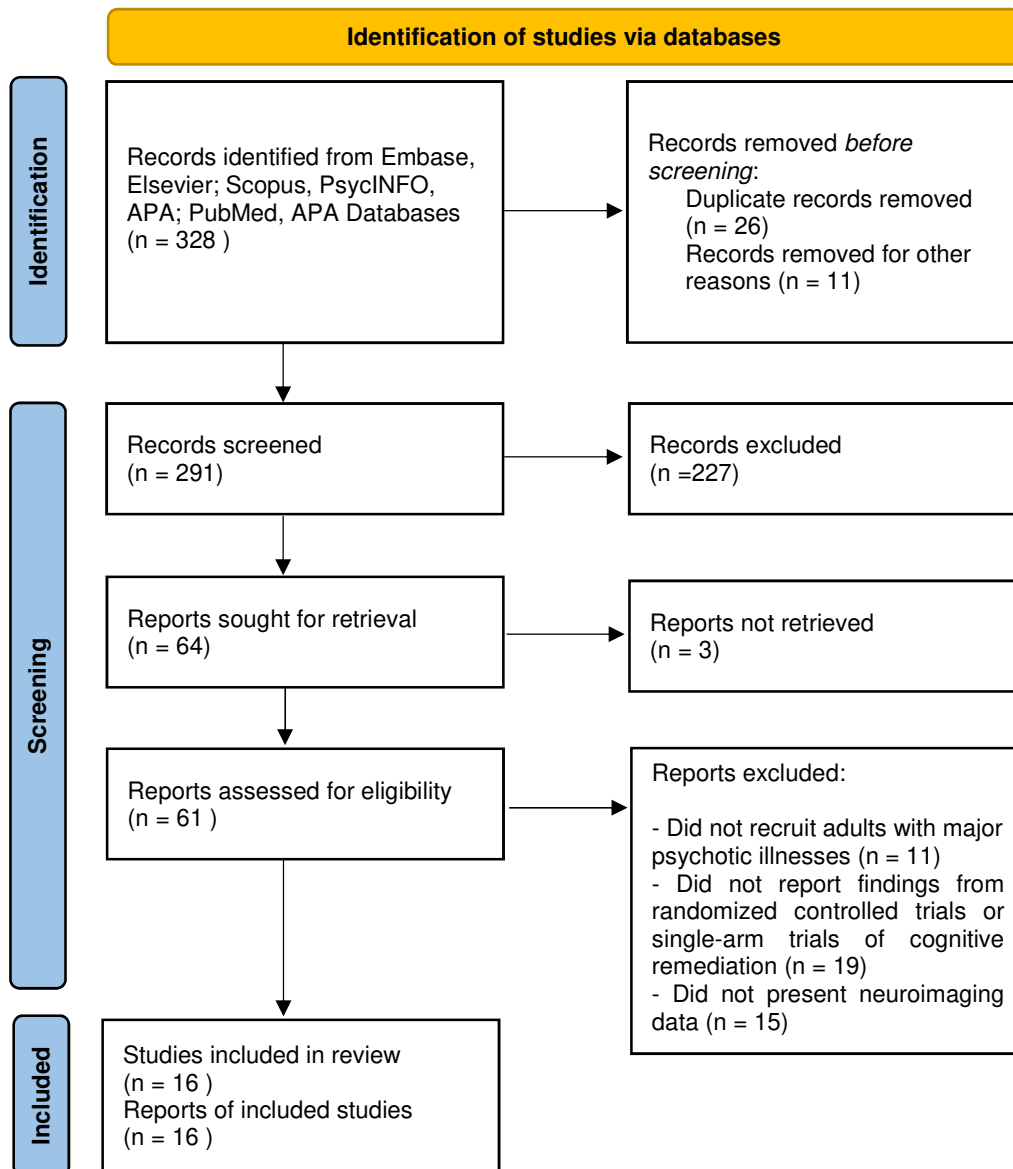 Identification of studies via databases
Identification
Records identified from Embase,
Elsevier; Scopus, PsycINFO,
APA; PubMed, APA Databases
(n = 328 )
Records removed before
screening:
Duplicate records removed
(n = 26)
Records removed for other
reasons (n = 11)
Screening
Records screened
(n = 291)
Records excluded
(n =227)
Reports sought for retrieval
(n = 64)
Reports not retrieved
(n = 3)
Reports assessed for eligibility
(n = 61 )
Reports excluded:
- Did not recruit adults with major
psychotic illnesses (n = 11)
- Did not report findings from
randomized controlled trials or
single-arm trials of cognitive
remediation (n = 19)
- Did not present neuroimaging
data (n = 15)
Included
Studies included in review
(n = 16 )
Reports of included studies
(n = 16 )